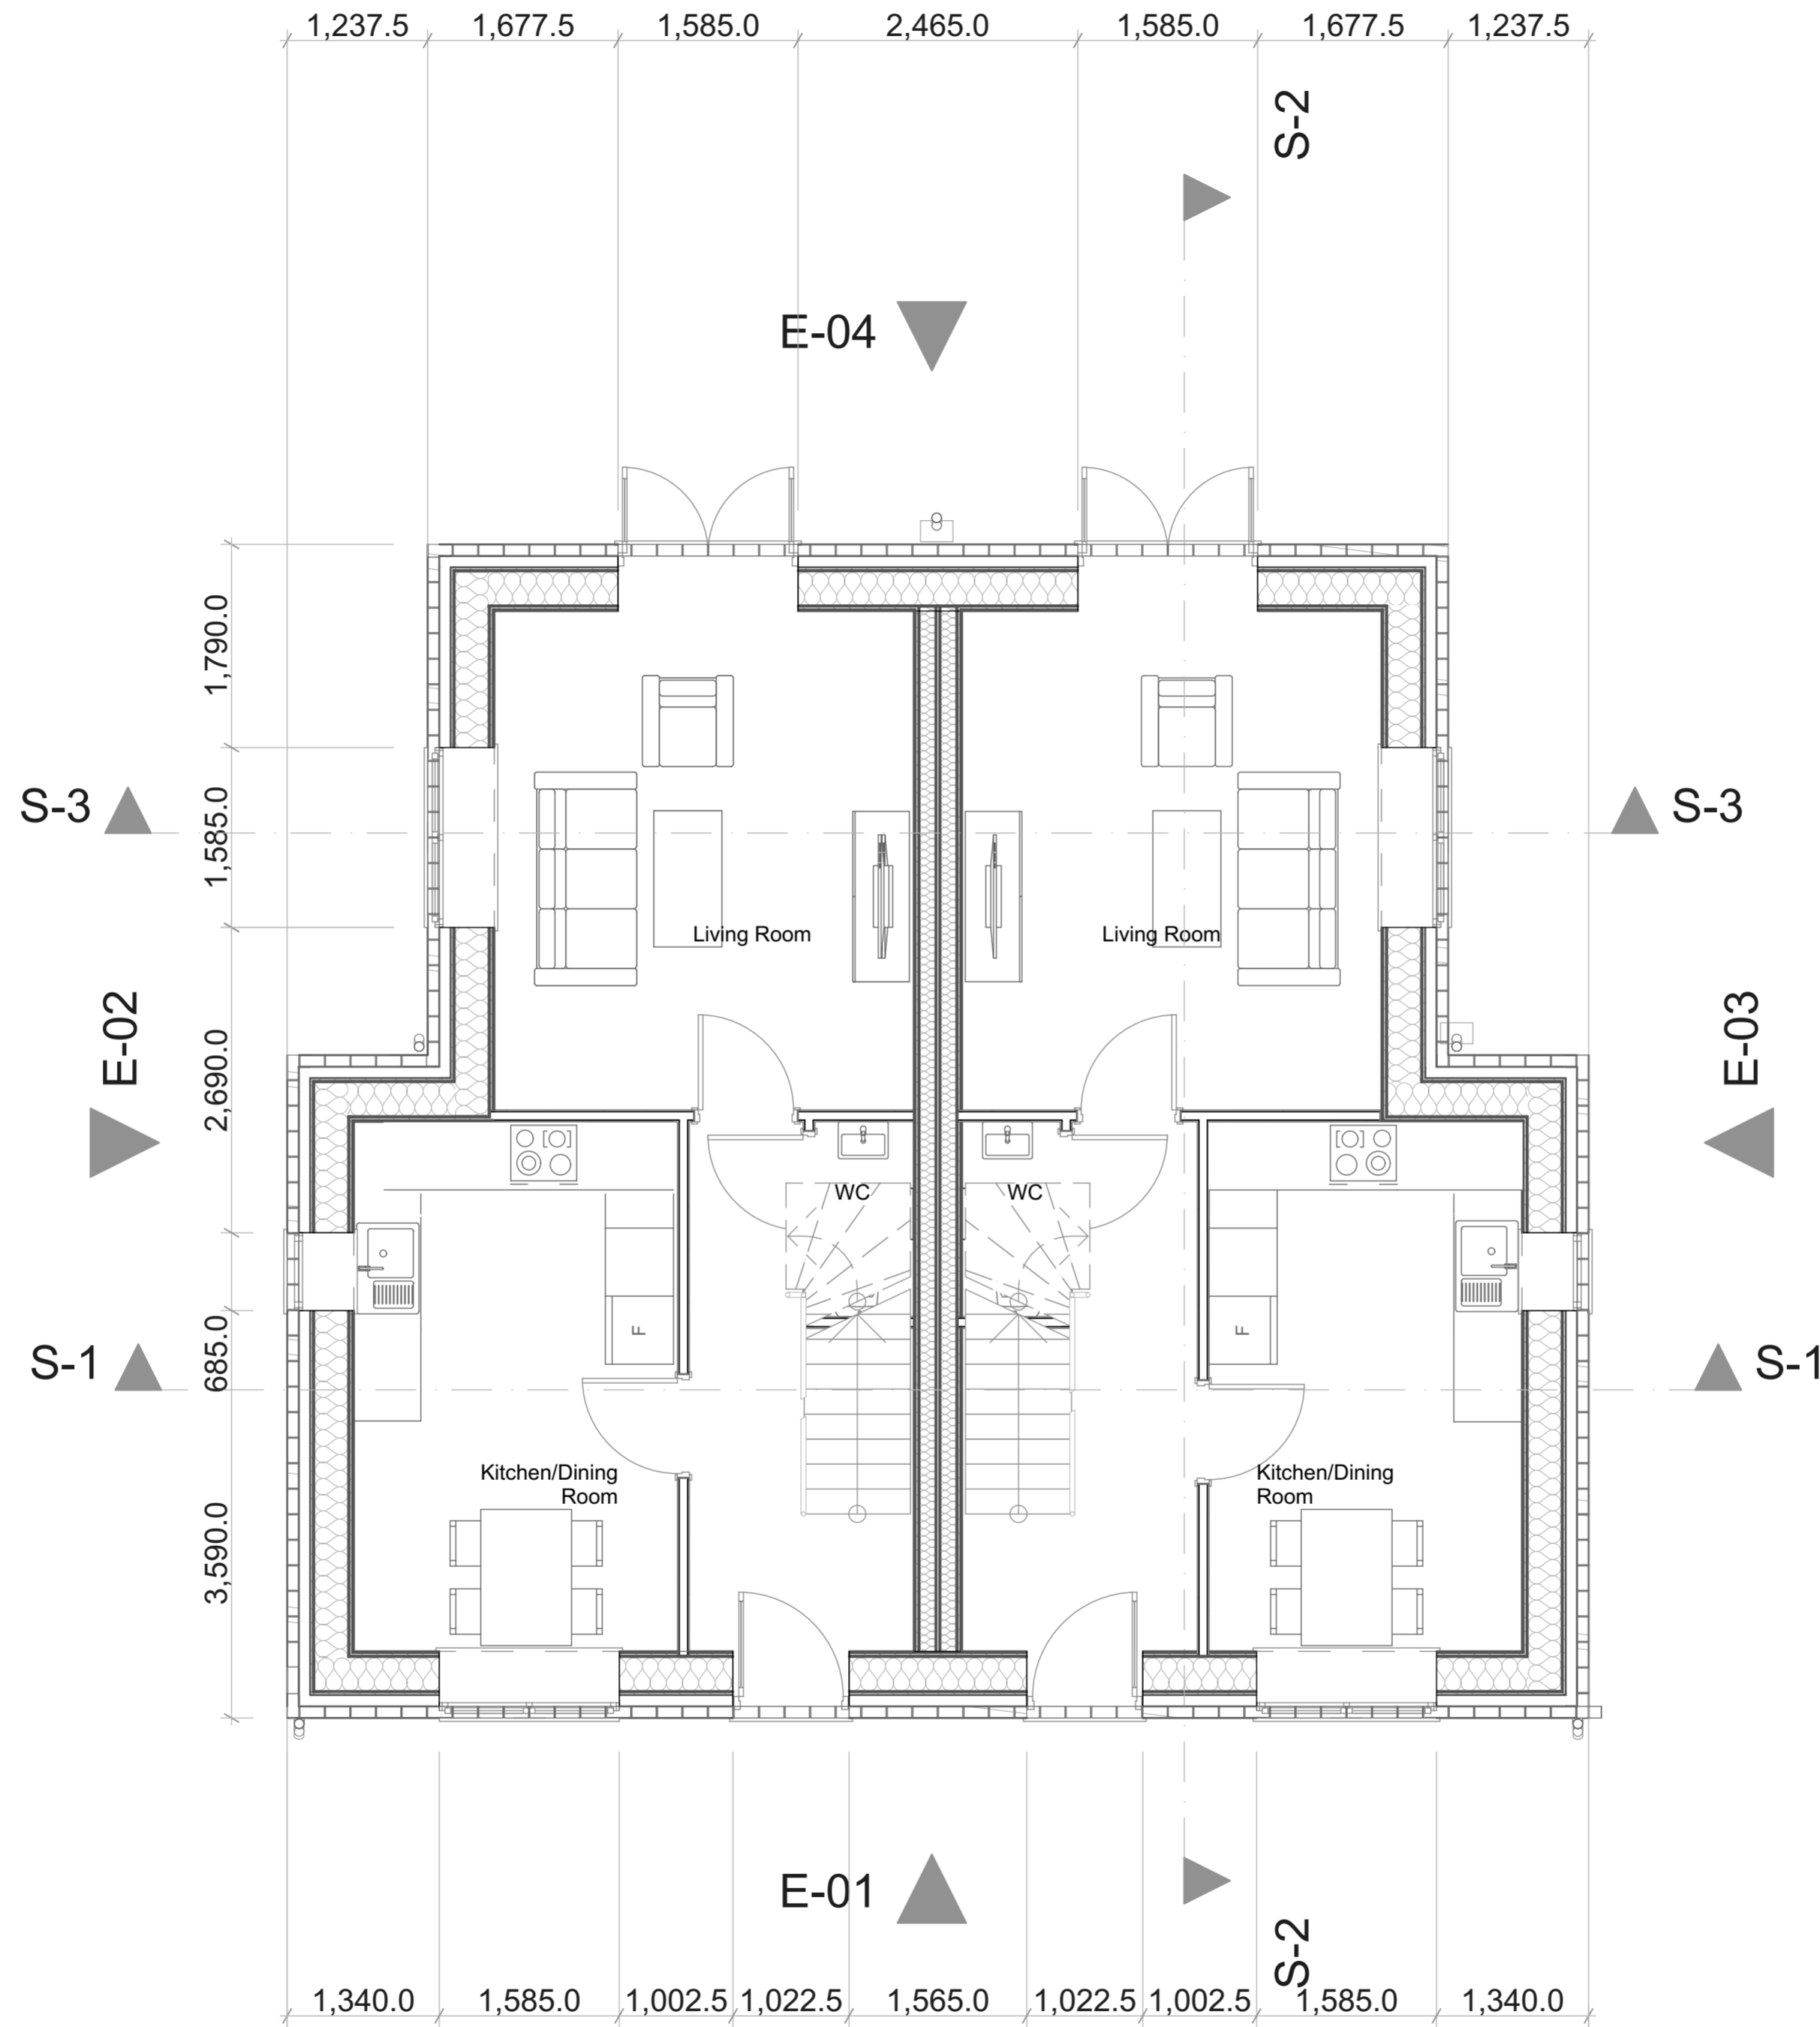 1,237.5 1,677.5 1,585.0 2,465.0 1,585.0 1,677.5 1,237.5
S-2
E-04
1,790.0
S-3 S-3
1,585.0
Living Room Living Room
E-02 E-03
2,690.0
WC WC
F F
685.0
S-1 S-1
Kitchen/Dining Kitchen/Dining
Room Room
3,590.0
E-01
S-2
1,340.0 1,585.0 1,002.5 1,022.5 1,565.0 1,022.5 1,002.5 1,585.0 1,340.0